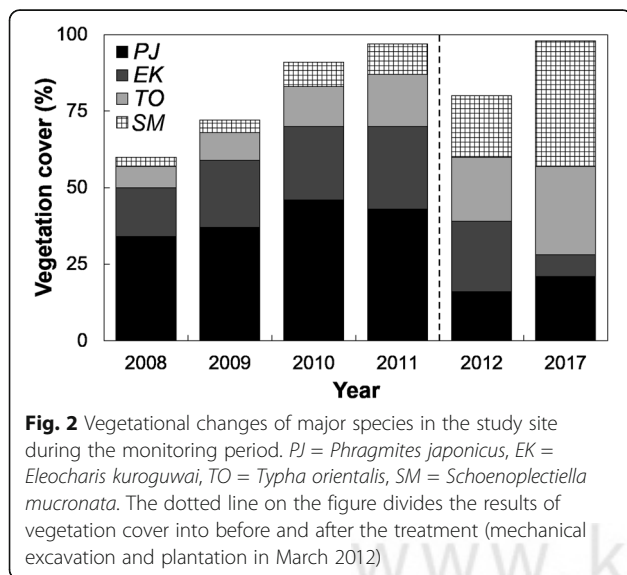 100
75
50
25
0
Vegetation cover (%)
PJ
EK
TO
SM
2008 2009 2010 2011 2012 2017
Year
Fig. 2 Vegetational changes of major species in the study site
during the monitoring period. PJ = Phragmites japonicus, EK =
Eleocharis kuroguwai, TO = Typha orientalis, SM = Schoenoplectiella
mucronata. The dotted line on the figure divides the results of
vegetation cover into before and after the treatment (mechanical
excavation and plantation in March 2012)
www.k